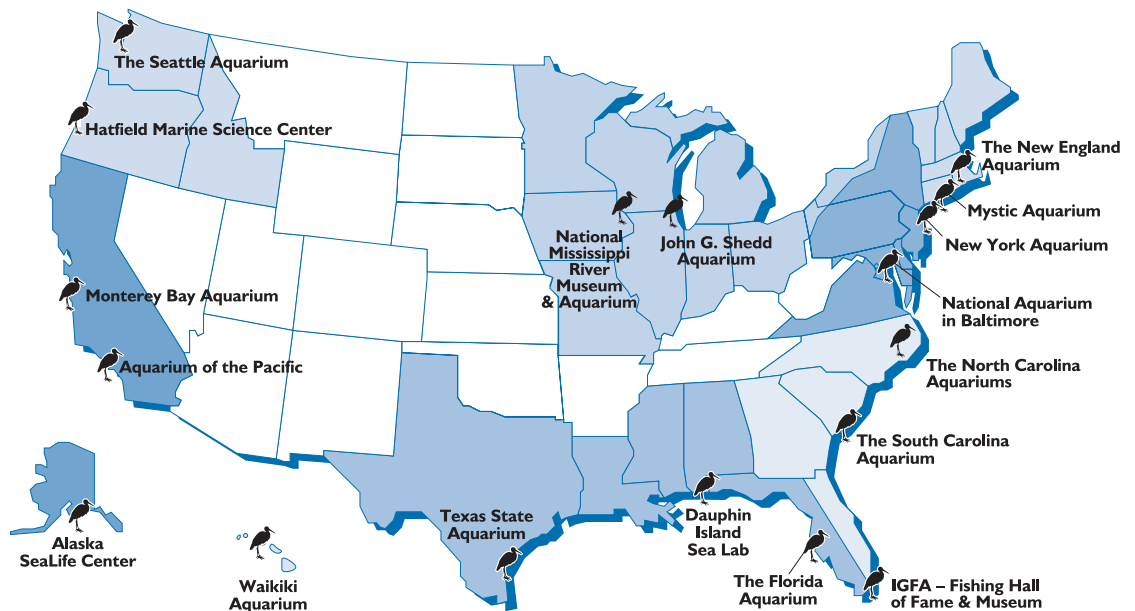 The Seattle Aquarium
Hatfield Marine Science Center
Monterey Bay Aquarium
Aquarium of the Pacific
Alaska
SeaLife Center
Waikiki
Aquarium
Texas State
Aquarium
National
Mississippi
River
Museum
& Aquarium
John G. Shedd
Aquarium
The New England
Aquarium
Mystic Aquarium
New York Aquarium
National Aquarium
in Baltimore
The North Carolina
Aquariums
The South Carolina
Aquarium
Dauphin
Island
Sea Lab
The Florida
Aquarium
IGFA – Fishing Hall
of Fame & Museum